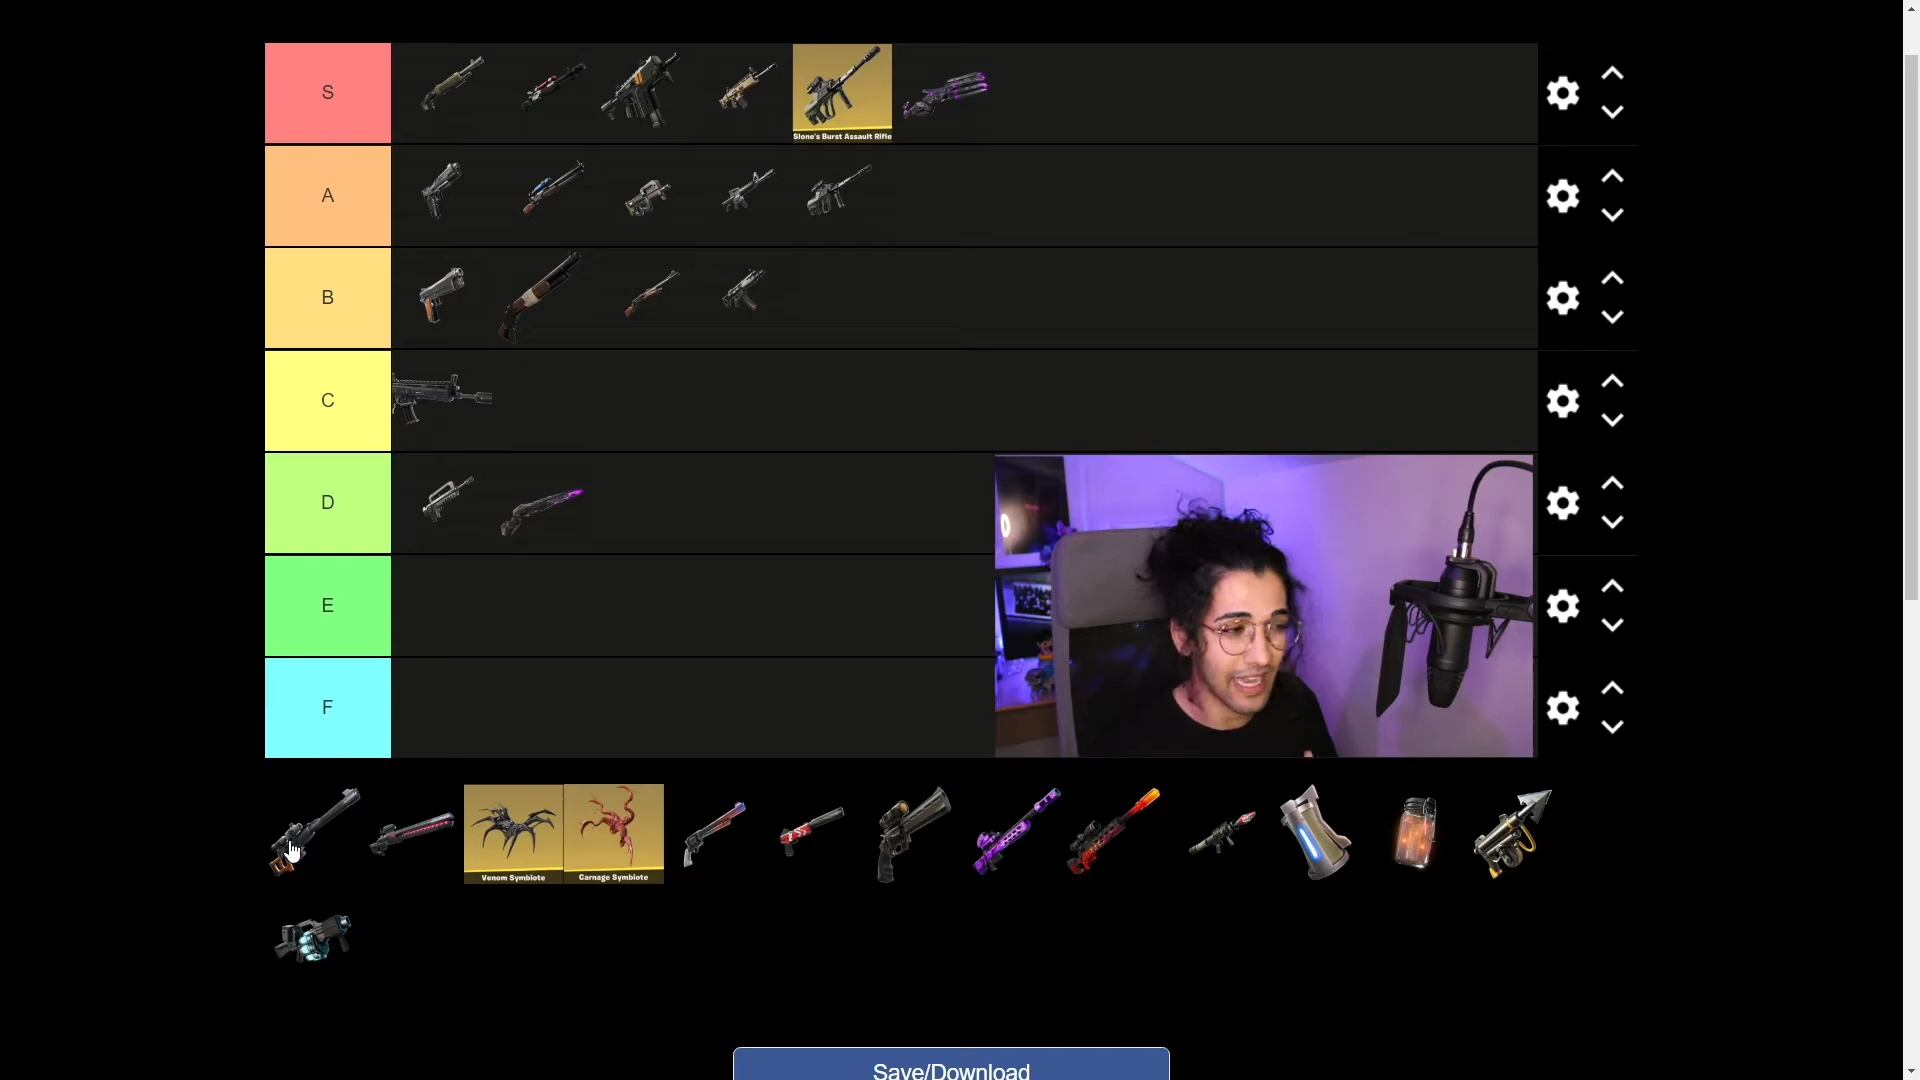 S
Slone's Burst Assault Rifle
A
B
C
D
E
F
Venom Symbiote
Carnage Symbiote
Save/Download